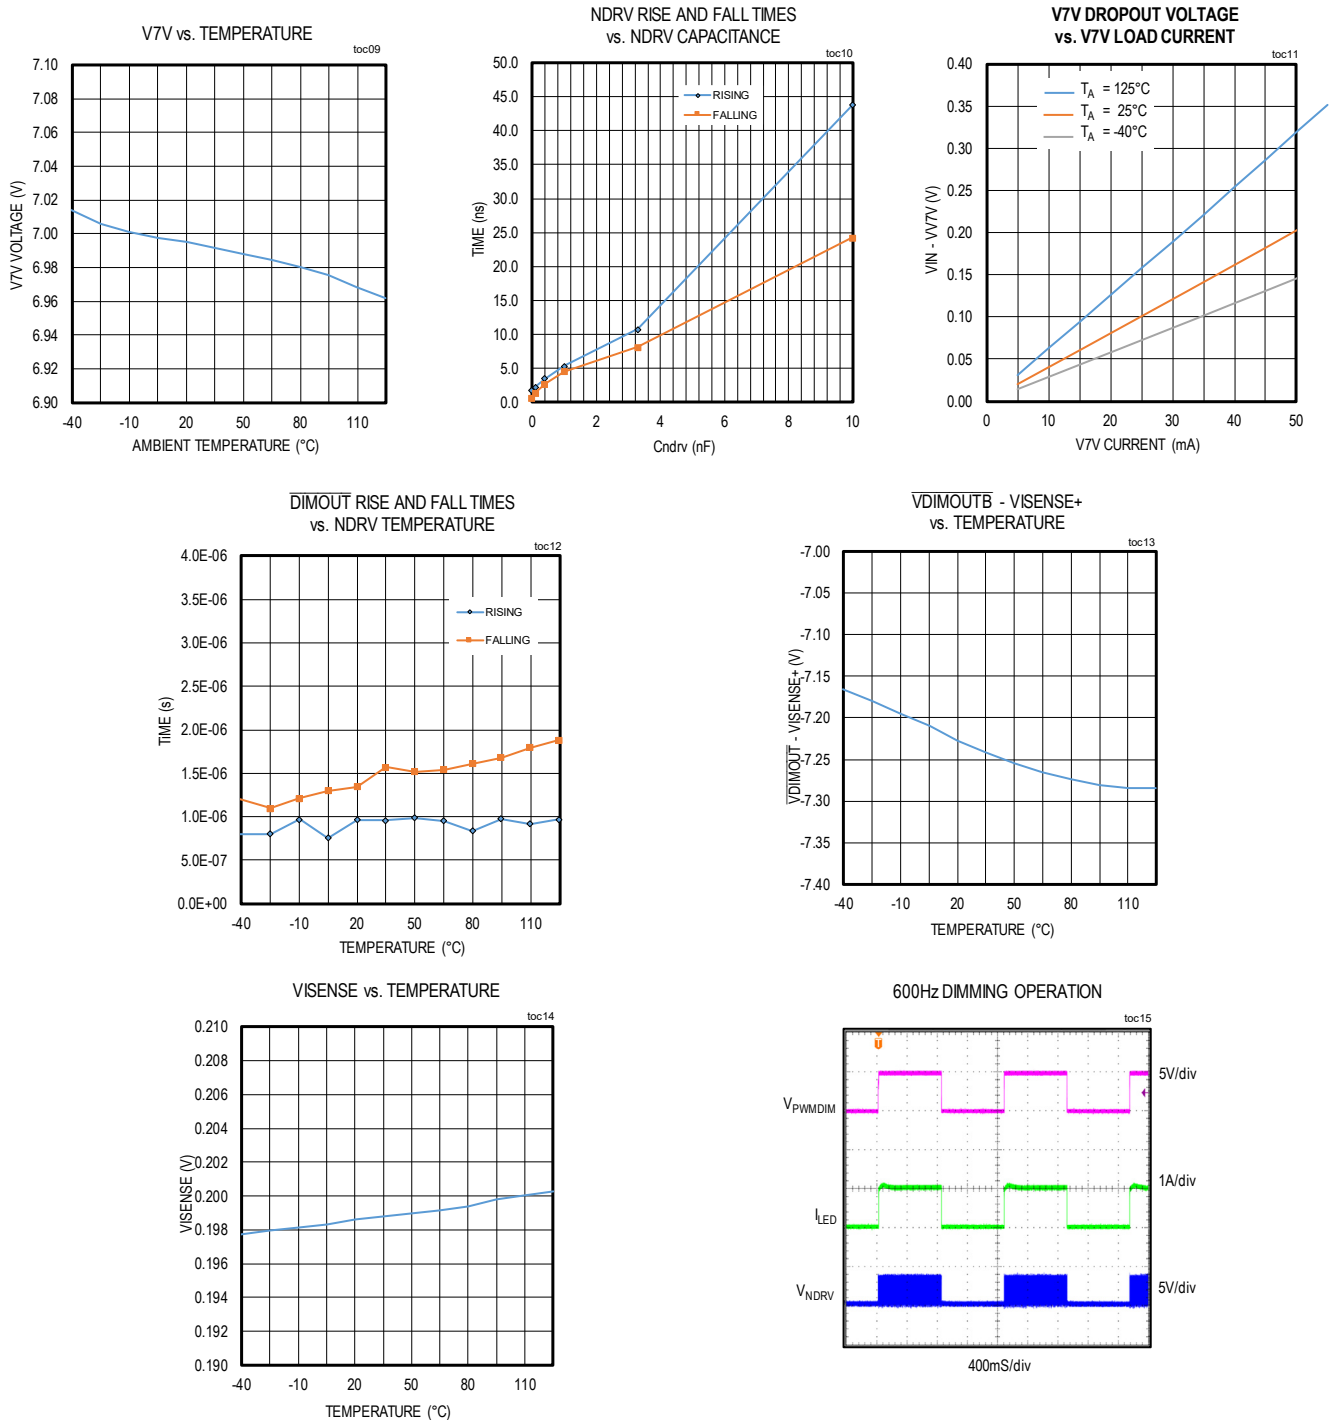 V7V vs. TEMPERATURE
toc09
7.10
7.08
7.06
7.04
7.02
7.00
6.98
6.96
6.94
6.92
6.90
V7V VOLTAGE (V)
-40 -10 20 50 80 110
AMBIENT TEMPERATURE (°C)
NDRV RISE AND FALL TIMES
vs. NDRV CAPACITANCE
toc10
50.0
45.0
40.0
35.0
30.0
25.0
20.0
15.0
10.0
5.0
0.0
TiME (ns)
RISING
FALLING
0 2 4 6 8 10
Cndrv (nF)
V7V DROPOUT VOLTAGE
vs. V7V LOAD CURRENT
toc11
0.40
0.35
0.30
0.25
0.20
0.15
0.10
0.05
0.00
VIN - VV7V (V)
TA = 125°C
TA = 25°C
TA = -40°C
0 10 20 30 40 50
V7V CURRENT (mA)
DIMOUT RISE AND FALL TIMES
vs. NDRV TEMPERATURE
toc12
4.0E-06
3.5E-06
3.0E-06
2.5E-06
2.0E-06
1.5E-06
1.0E-06
5.0E-07
0.0E+00
TiME (s)
RISING
FALLING
-40 -10 20 50 80 110
TEMPERATURE (°C)
VDIMOUTB - VISENSE+
vs. TEMPERATURE
toc13
-7.00
-7.05
-7.10
-7.15
-7.20
-7.25
-7.30
-7.35
-7.40
VDIMOUT - VISENSE+ (V)
-40 -10 20 50 80 110
TEMPERATURE (°C)
VISENSE vs. TEMPERATURE
toc14
0.210
0.208
0.206
0.204
0.202
0.200
0.198
0.196
0.194
0.192
0.190
VISENSE (V)
-40 -10 20 50 80 110
TEMPERATURE (°C)
600Hz DIMMING OPERATION
toc15
T
VPWMDIM
5V/div
ILED
1A/div
VNDRV
5V/div
400mS/div